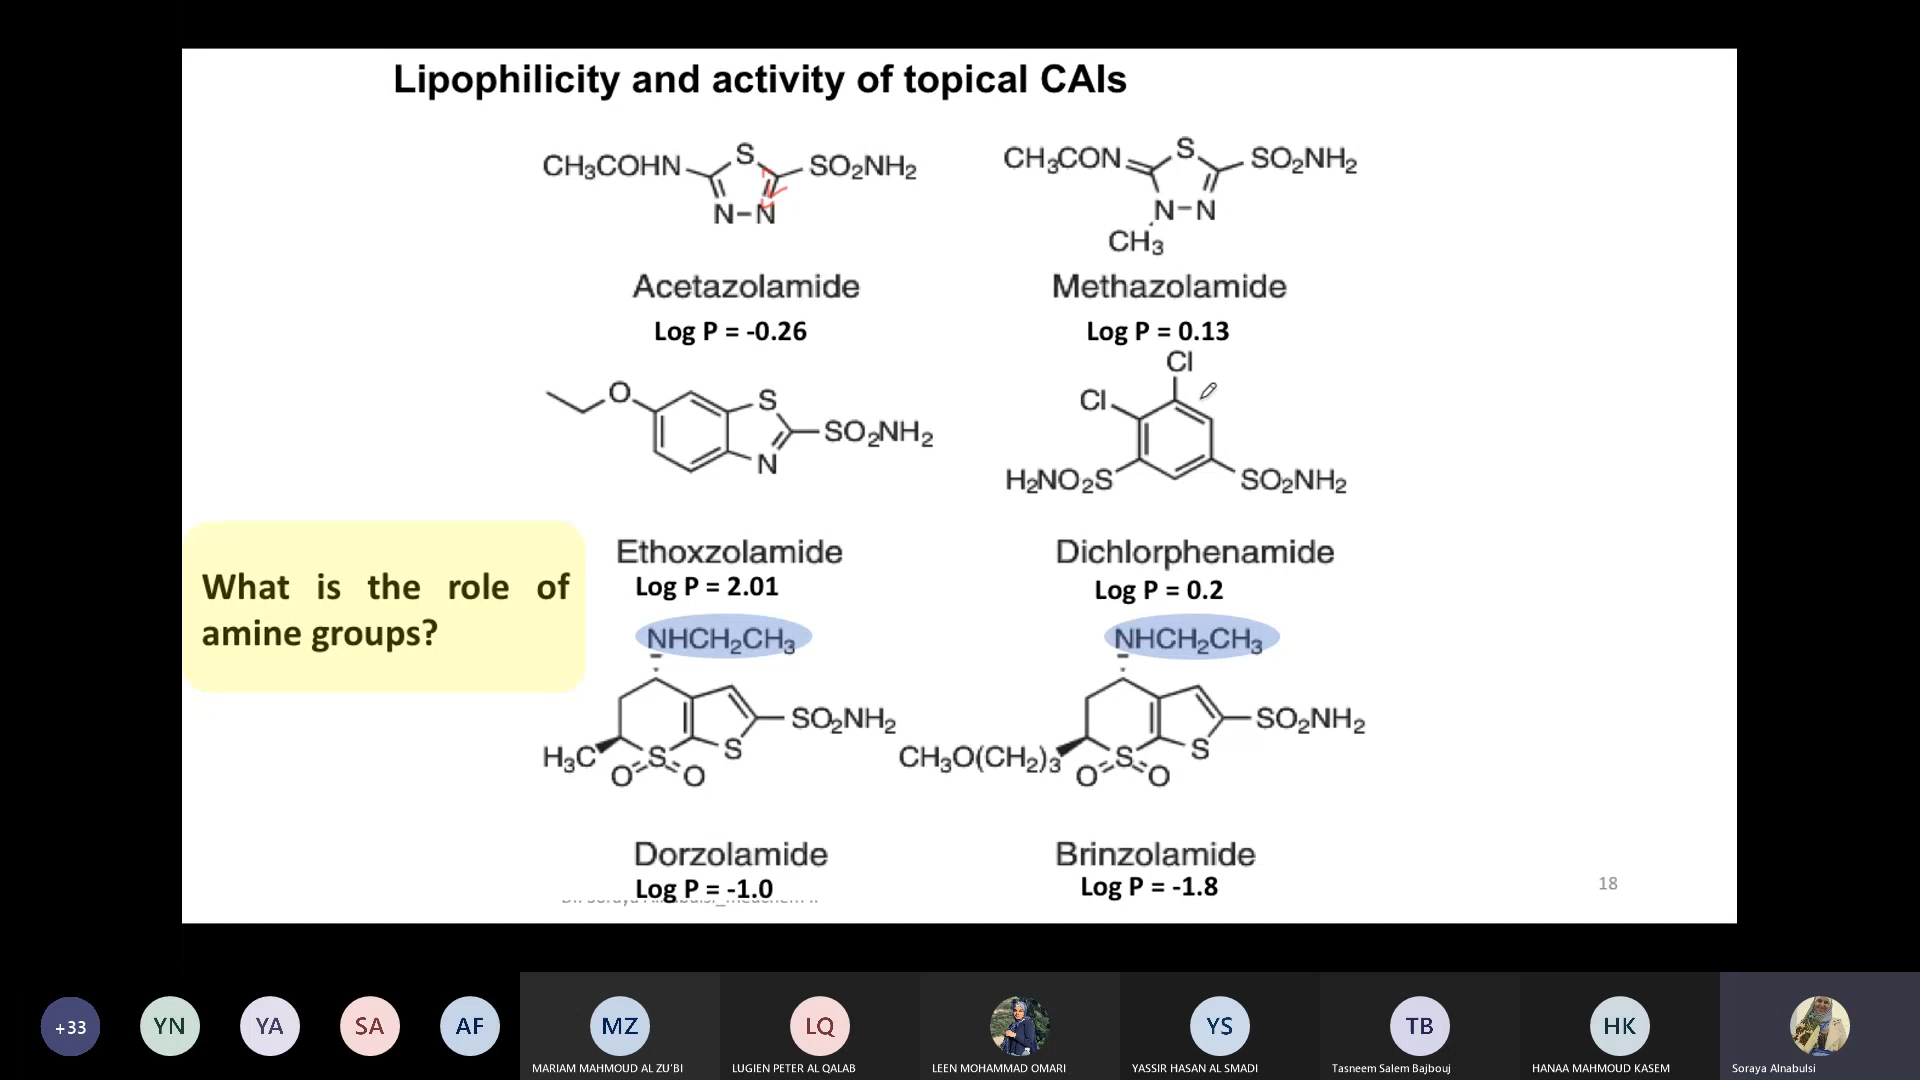 Lipophilicity and activity of topical CAIs
CH₃COHN
S
SO₂NH₂
N-N
Acetazolamide
Log P = -0.26
CH₃CON
S
SO₂NH₂
N-N
CH₃
Methazolamide
Log P = 0.13
O
S
SO₂NH₂
N
Ethoxzolamide
Log P = 2.01
Cl
Cl
H₂NO₂S
SO₂NH₂
Dichlorphenamide
Log P = 0.2
What is the role of
amine groups?
NHCH₂CH₃
SO₂NH₂
H₃C
S
S
O
O
Dorzolamide
Log P = -1.0
NHCH₂CH₃
SO₂NH₂
CH₃O(CH₂)₃
S
S
O
O
Brinzolamide
Log P = -1.8
18
+33
YN
YA
SA
AF
MZ
MARIAM MAHMOUD AL ZU'BI
LQ
LUGIEN PETER AL QALAB
LEEN MOHAMMAD OMARI
YS
YASSIR HASAN AL SMADI
TB
Tasneem Salem Bajbouj
HK
HANAA MAHMOUD KASEM
Soraya Alnabulsi